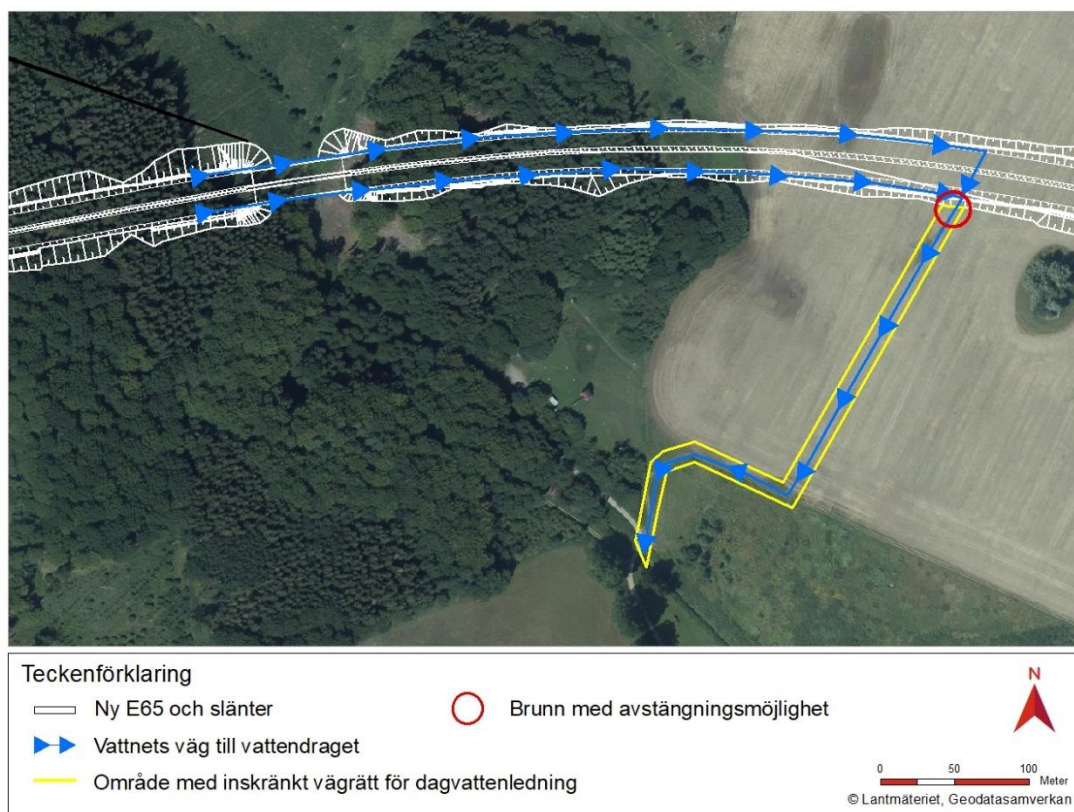 Teckenförklaring
Ny E65 och slänter
Brunn med avstängningsmöjlighet
N
Vattnets väg till vattendraget
Område med inskränkt vägrätt för dagvattenledning
0 50 100
Meter
© Lantmäteriet, Geodatasamverkan